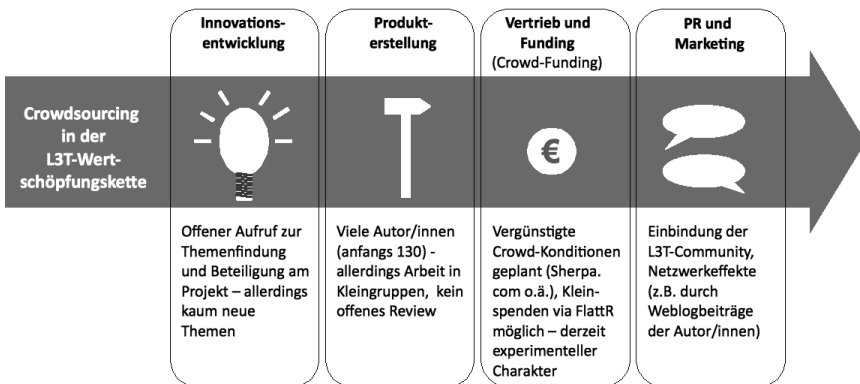 Innovations-
entwicklung
Produkt-
erstellung
Vertrieb und
Funding
(Crowd-Funding)
PR und
Marketing
Crowdsourcing
in der
L3T-Wert-
schöpfungskette
€
Offener Aufruf zur
Themenfindung
und Beteiligung am
Projekt – allerdings
kaum neue
Themen
Viele Autor/innen
(anfangs 130) -
allerdings Arbeit in
Kleingruppen, kein
offenes Review
Vergünstigte
Crowd-Konditionen
geplant (Sherpa.
com o.ä.), Klein-
spenden via FlattR
möglich – derzeit
experimenteller
Charakter
Einbindung der
L3T-Community,
Netzwerkeffekte
(z.B. durch
Weblogbeiträge
der Autor/innen)